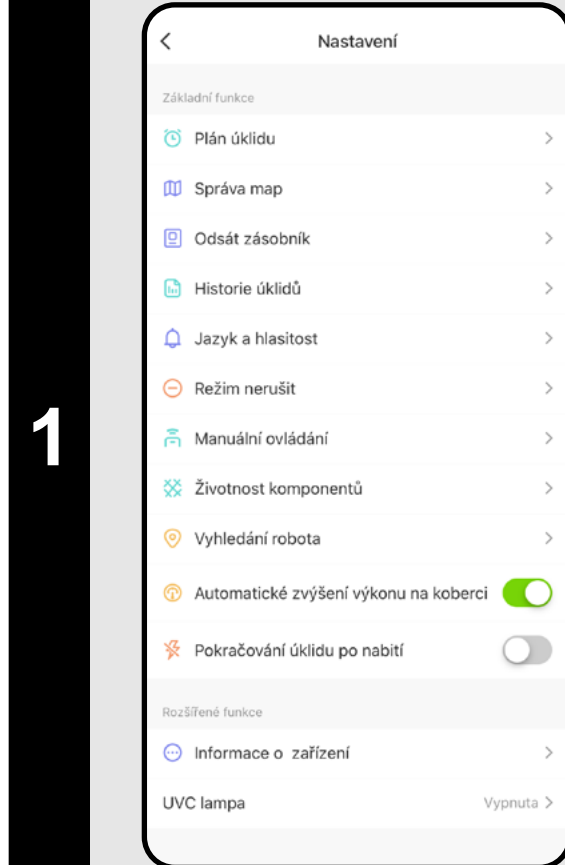 Nastavení
Základní funkce
Plán úklidu
Správa map
Odsát zásobník
Historie úklidů
Jazyk a hlasitost
Režim nerušit
1
Manuální ovládání
Životnost komponentů
Vyhledání robota
Automatické zvýšení výkonu na koberci
Pokračování úklidu po nabití
Rozšířené funkce
Informace o  zařízení
UVC lampa Vypnuta